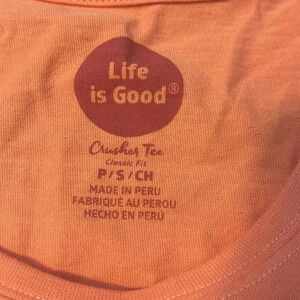 Life
is Good®
Crusher Tee
Classic Fit
P/S/CH
MADE IN PERU
FABRIQUÉ AU PEROU
HECHO EN PERÚ